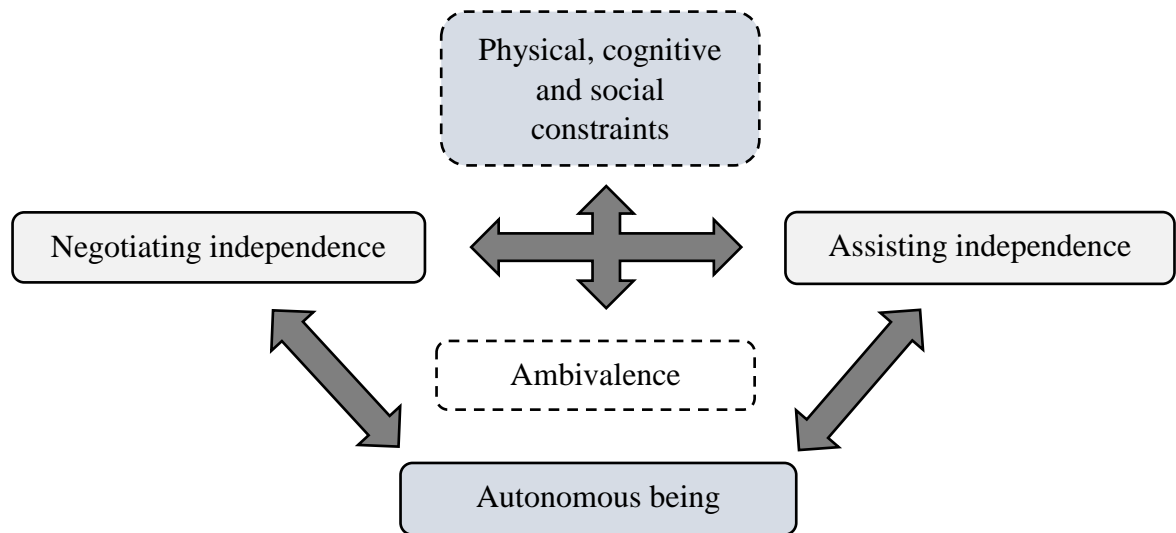 Physical, cognitive
and social
constraints
Negotiating independence
Assisting independence
Ambivalence
Autonomous being